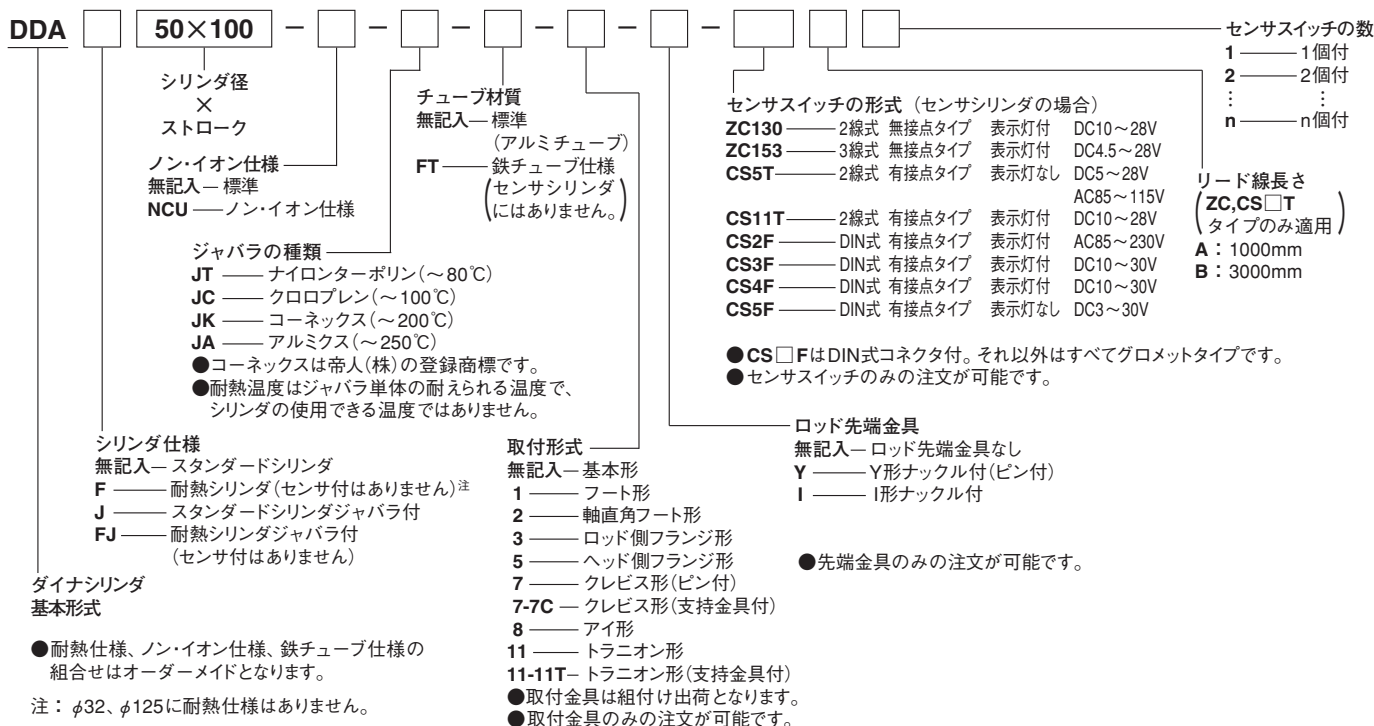 DDA □ 50×100 － □ － □ － □ － □ － □ － □ □ □
シリンダ径
×
ストローク
ノン・イオン仕様
無記入 ― 標準
NCU ― ノン・イオン仕様
ジャバラの種類
JT ― ナイロンターポリン(～80℃)
JC ― クロロプレン(～100℃)
JK ― コーネックス(～200℃)
JA ― アルミクス(～250℃)
●コーネックスは帝人(株)の登録商標です。
●耐熱温度はジャバラ単体の耐えられる温度で、
シリンダの使用できる温度ではありません。
チューブ材質
無記入 ― 標準
(アルミチューブ)
FT ― 鉄チューブ仕様
(センサシリンダ
にはありません。)
センサスイッチの形式（センサシリンダの場合）
ZC130 ― 2線式 無接点タイプ 表示灯付 DC10～28V
ZC153 ― 3線式 無接点タイプ 表示灯付 DC4.5～28V
CS5T ― 2線式 有接点タイプ 表示灯なし DC5～28V
AC85～115V
CS11T ― 2線式 有接点タイプ 表示灯付 DC10～28V
CS2F ― DIN式 有接点タイプ 表示灯付 AC85～230V
CS3F ― DIN式 有接点タイプ 表示灯付 DC10～30V
CS4F ― DIN式 有接点タイプ 表示灯付 DC10～30V
CS5F ― DIN式 有接点タイプ 表示灯なし DC3～30V
●CS□FはDIN式コネクタ付。それ以外はすべてグロメットタイプです。
●センサスイッチのみの注文が可能です。
センサスイッチの数
1 ― 1個付
2 ― 2個付
⋮ ⋮
n ― n個付
リード線長さ
(ZC,CS□T
タイプのみ適用)
A：1000mm
B：3000mm
シリンダ仕様
無記入 ― スタンダードシリンダ
F ― 耐熱シリンダ(センサ付はありません)注
J ― スタンダードシリンダジャバラ付
FJ ― 耐熱シリンダジャバラ付
(センサ付はありません)
ダイナシリンダ
基本形式
●耐熱仕様、ノン・イオン仕様、鉄チューブ仕様の
組合せはオーダーメイドとなります。
注：φ32、φ125に耐熱仕様はありません。
取付形式
無記入 ― 基本形
1 ― フート形
2 ― 軸直角フート形
3 ― ロッド側フランジ形
5 ― ヘッド側フランジ形
7 ― クレビス形(ピン付)
7-7C ― クレビス形(支持金具付)
8 ― アイ形
11 ― トラニオン形
11-11T ― トラニオン形(支持金具付)
●取付金具は組付け出荷となります。
●取付金具のみの注文が可能です。
ロッド先端金具
無記入 ― ロッド先端金具なし
Y ― Y形ナックル付(ピン付)
I ― I形ナックル付
●先端金具のみの注文が可能です。